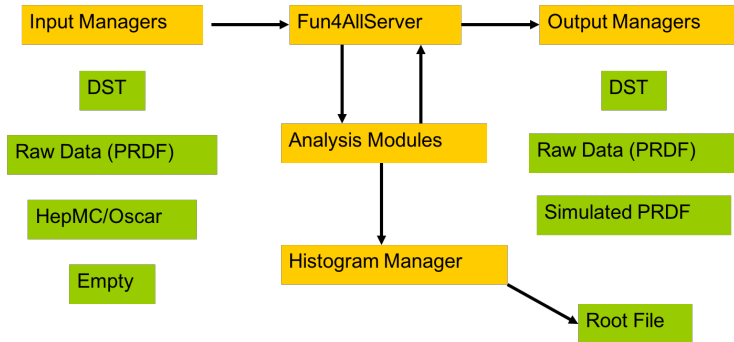 Input Managers
Fun4AllServer
Output Managers
DST
DST
Analysis Modules
Raw Data (PRDF)
Raw Data (PRDF)
HepMC/Oscar
Simulated PRDF
Histogram Manager
Empty
Root File